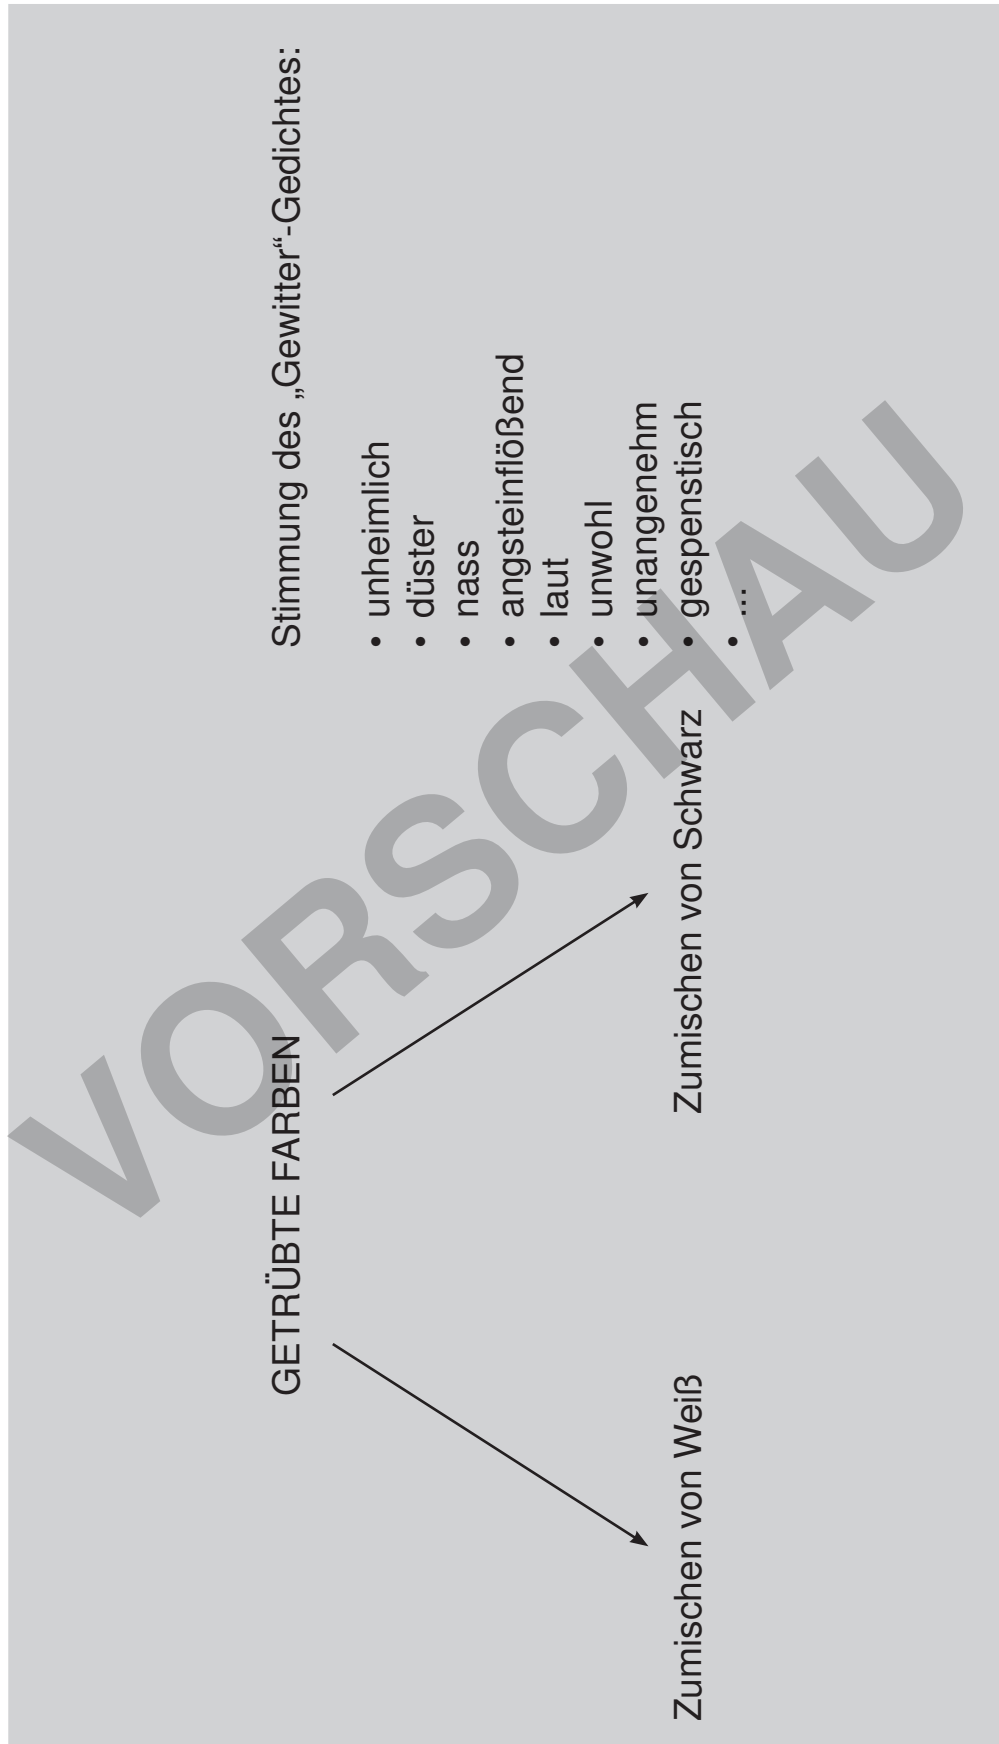 GETRÜBTE FARBEN
Zumischen von Weiß
Zumischen von Schwarz
Stimmung des „Gewitter“-Gedichtes:
• unheimlich
• düster
• nass
• angsteinflößend
• laut
• unwohl
• unangenehm
• gespenstisch
• ...
VORSCHAU